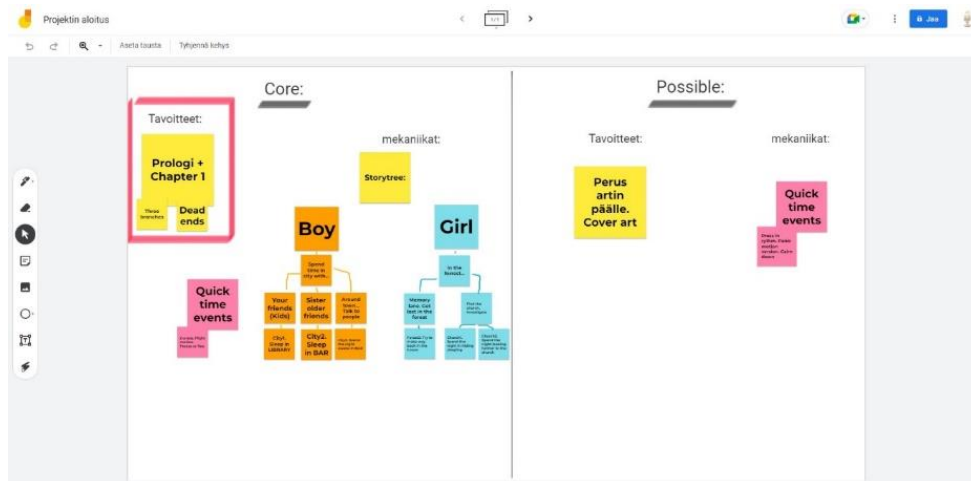 Projektin aloitus
1/1
Jaa
Aseta tausta
Tyhjennä kehys
Core:
Possible:
Tavoitteet:
Prologi +
Chapter 1
Three
branches
Dead
ends
mekaniikat:
Storytree:
Boy
Girl
Spend
time in
city with...
In the
forest...
Your
friends
(Kids)
Sister
older
friends
Around
town...
Talk to
people
Memory
lane. Get
lost in the
forest
City1.
Sleep in
LIBRARY
City2.
Sleep
in BAR
Quick
time
events
Tavoitteet:
Perus
artin
päälle.
Cover art
mekaniikat:
Quick
time
events